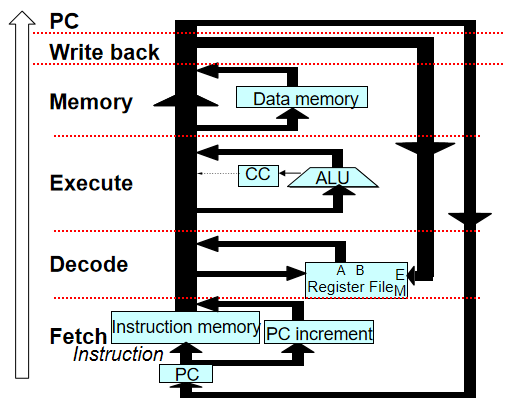 PC
Write back
Memory
Data memory
Execute
CC
ALU
Decode
A B
E
Register File
M
Fetch
Instruction memory
PC increment
Instruction
PC